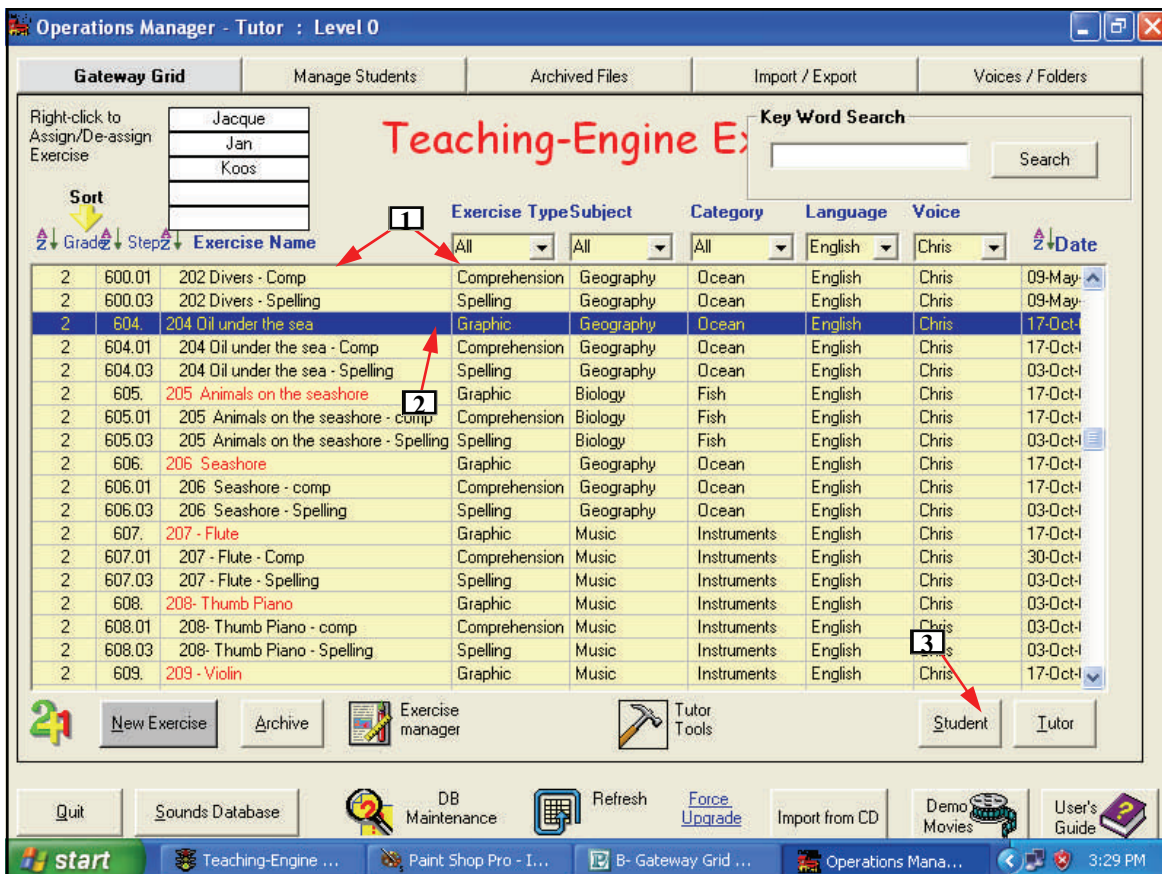 Operations Manager - Tutor : Level 0
Gateway Grid Manage Students Archived Files Import / Export Voices / Folders
Right-click to
Assign/De-assign
Exercise
Jacque
Jan
Koos
Teaching-Engine
Key Word Search
Search
Sort
1
Exercise Type Subject Category Language Voice
Grade Step Exercise Name All All All English Chris Date
2 600.01 202 Divers - Comp Comprehension Geography Ocean English Chris 09-May-
2 600.03 202 Divers - Spelling Spelling Geography Ocean English Chris 09-May-
2 604. 204 Oil under the sea Graphic Geography Ocean English Chris 17-Oct-
2 604.01 204 Oil under the sea - Comp Comprehension Geography Ocean English Chris 17-Oct-
2 604.03 204 Oil under the sea - Spelling Spelling Geography Ocean English Chris 03-Oct-
2 605. 205 Animals on the seashore Graphic Biology Fish English Chris 17-Oct-
2
2 605.01 205 Animals on the seashore - comp Comprehension Biology Fish English Chris 17-Oct-
2 605.03 205 Animals on the seashore - Spelling Spelling Biology Fish English Chris 03-Oct-
2 606. 206 Seashore Graphic Geography Ocean English Chris 17-Oct-
2 606.01 206 Seashore - comp Comprehension Geography Ocean English Chris 17-Oct-
2 606.03 206 Seashore - Spelling Spelling Geography Ocean English Chris 03-Oct-
2 607. 207 - Flute Graphic Music Instruments English Chris 17-Oct-
2 607.01 207 - Flute - Comp Comprehension Music Instruments English Chris 30-Oct-
2 607.03 207 - Flute - Spelling Spelling Music Instruments English Chris 03-Oct-
2 608. 208- Thumb Piano Graphic Music Instruments English Chris 03-Oct-
2 608.01 208- Thumb Piano - comp Comprehension Music Instruments English Chris 03-Oct-
3
2 608.03 208- Thumb Piano - Spelling Spelling Music Instruments English Chris 03-Oct-
2 609. 209 - Violin Graphic Music Instruments English Chris 17-Oct-
New Exercise Archive Exercise
manager
Tutor
Tools
Student Tutor
Quit Sounds Database DB
Maintenance
Refresh
Force
Upgrade
Import from CD
Demo
Movies
User's
Guide
start Teaching-Engine ... Paint Shop Pro - I... B- Gateway Grid ... Operations Mana... 3:29 PM